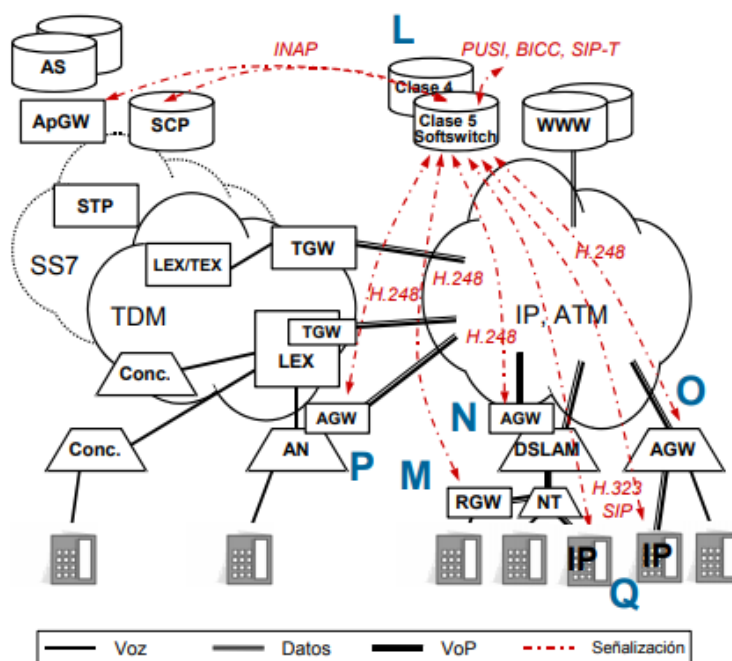 L
INAP
PUSI, BICC, SIP-T
AS
Clase 4
ApGW
SCP
Clase 5
Softswitch
WWW
STP
TGW
LEX/TEX
SS7
H.248
H.248
H.248
TDM
IP, ATM
TGW
H.248
LEX
Conc.
O
AGW
N
AGW
Conc.
AN
P
DSLAM
AGW
M
RGW
NT
H.323
SIP
IP
IP
Q
Voz
Datos
VoP
Señalización